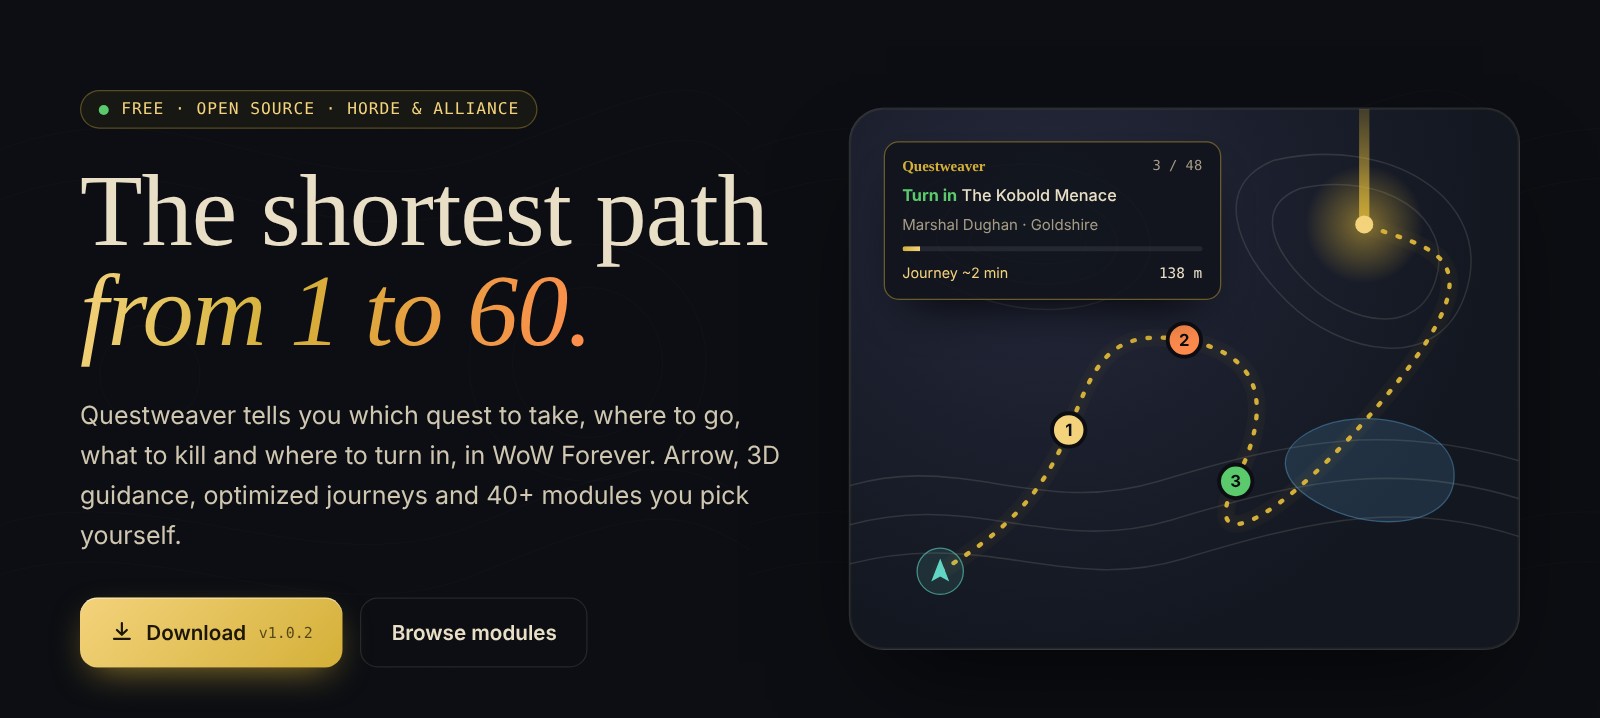 FREE · OPEN SOURCE · HORDE & ALLIANCE
The shortest path
from 1 to 60.
Questweaver tells you which quest to take, where to go,
what to kill and where to turn in, in WoW Forever. Arrow, 3D
guidance, optimized journeys and 40+ modules you pick
yourself.
Download v1.0.2
Browse modules
Questweaver 3 / 48
Turn in The Kobold Menace
Marshal Dughan · Goldshire
Journey ~2 min 138 m
2
1
3